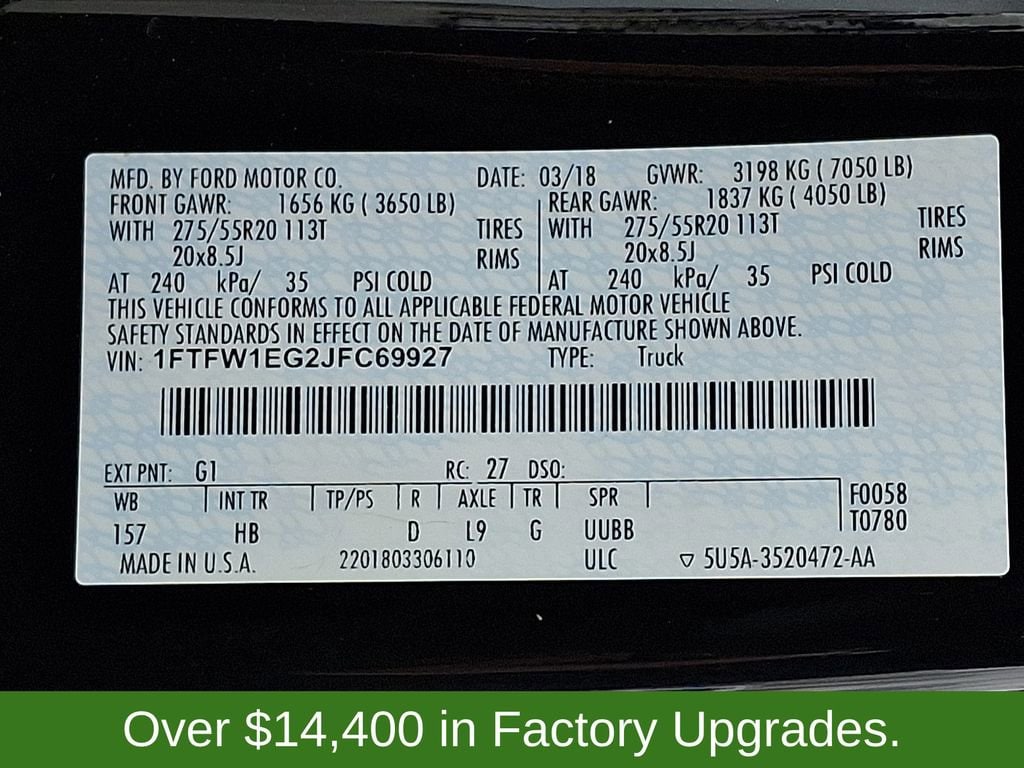 MFD. BY FORD MOTOR CO. DATE: 03/18 GVWR: 3198 KG ( 7050 LB)
FRONT GAWR: 1656 KG ( 3650 LB) REAR GAWR: 1837 KG ( 4050 LB)
WITH 275/55R20 113T TIRES WITH 275/55R20 113T TIRES
20x8.5J RIMS 20x8.5J RIMS
AT 240 kPa/ 35 PSI COLD AT 240 kPa/ 35 PSI COLD
THIS VEHICLE CONFORMS TO ALL APPLICABLE FEDERAL MOTOR VEHICLE
SAFETY STANDARDS IN EFFECT ON THE DATE OF MANUFACTURE SHOWN ABOVE.
VIN: 1FTFW1EG2JFC69927 TYPE: Truck
EXT PNT: G1 RC: 27 DSO:
WB INT TR TP/PS R AXLE TR SPR F0058
157 HB D L9 G UUBB T0780
MADE IN U.S.A. 2201803306110 ULC ▽ 5U5A-3520472-AA
Over $14,400 in Factory Upgrades.